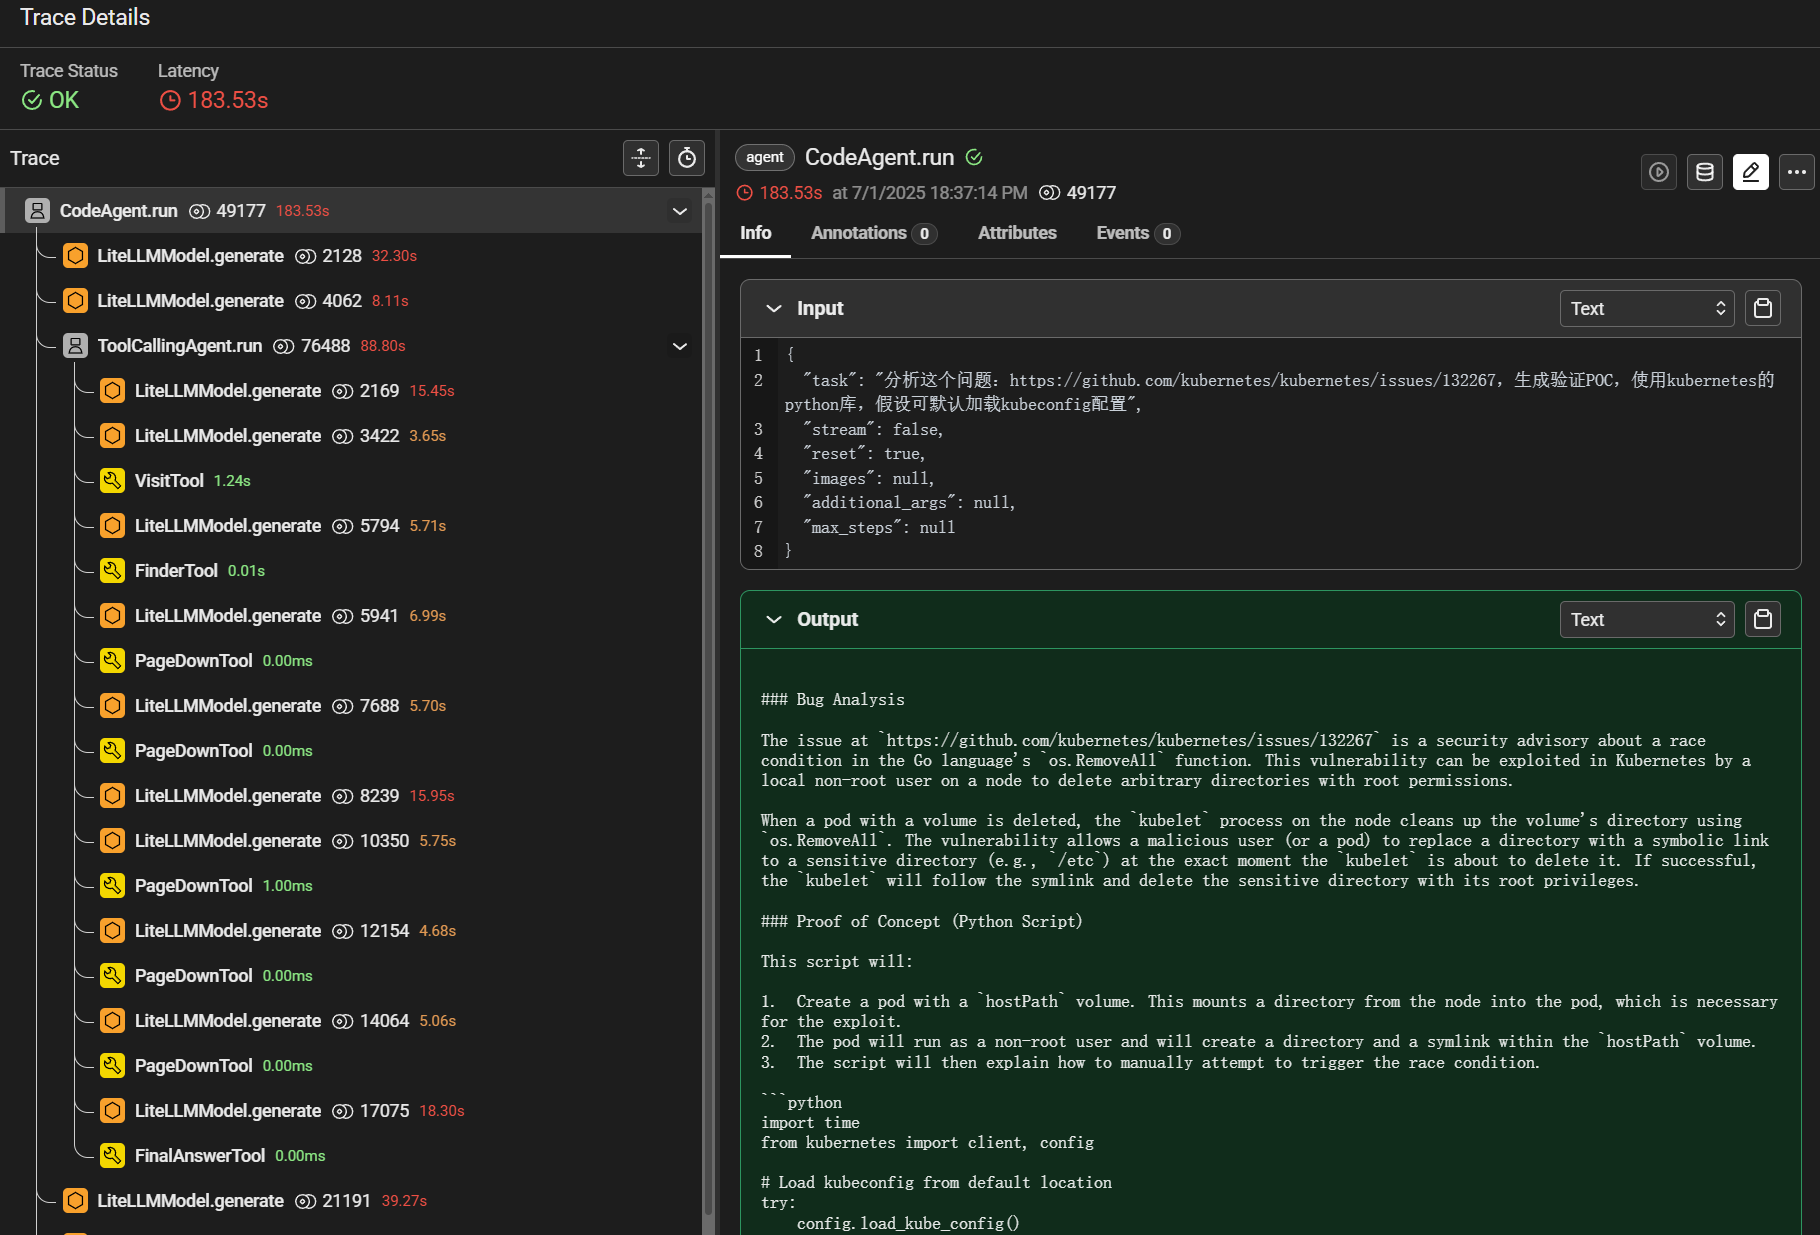 Trace Details
Trace Status
Latency
OK
183.53s
Trace
CodeAgent.run 49177 183.53s
LiteLLMModel.generate 2128 32.30s
LiteLLMModel.generate 4062 8.11s
ToolCallingAgent.run 76488 88.80s
LiteLLMModel.generate 2169 15.45s
LiteLLMModel.generate 3422 3.65s
VisitTool 1.24s
LiteLLMModel.generate 5794 5.71s
FinderTool 0.01s
LiteLLMModel.generate 5941 6.99s
PageDownTool 0.00ms
LiteLLMModel.generate 7688 5.70s
PageDownTool 0.00ms
LiteLLMModel.generate 8239 15.95s
LiteLLMModel.generate 10350 5.75s
PageDownTool 1.00ms
LiteLLMModel.generate 12154 4.68s
PageDownTool 0.00ms
LiteLLMModel.generate 14064 5.06s
PageDownTool 0.00ms
LiteLLMModel.generate 17075 18.30s
FinalAnswerTool 0.00ms
LiteLLMModel.generate 21191 39.27s
agent CodeAgent.run
183.53s at 7/1/2025 18:37:14 PM 49177
Info Annotations 0 Attributes Events 0
Input Text
1 {
2 "task": "分析这个问题：https://github.com/kubernetes/kubernetes/issues/132267，生成验证POC，使用kubernetes的
python库，假设可默认加载kubeconfig配置",
3 "stream": false,
4 "reset": true,
5 "images": null,
6 "additional_args": null,
7 "max_steps": null
8 }
Output Text
### Bug Analysis
The issue at `https://github.com/kubernetes/kubernetes/issues/132267` is a security advisory about a race
condition in the Go language's `os.RemoveAll` function. This vulnerability can be exploited in Kubernetes by a
local non-root user on a node to delete arbitrary directories with root permissions.
When a pod with a volume is deleted, the `kubelet` process on the node cleans up the volume's directory using
`os.RemoveAll`. The vulnerability allows a malicious user (or a pod) to replace a directory with a symbolic link
to a sensitive directory (e.g., `/etc`) at the exact moment the `kubelet` is about to delete it. If successful,
the `kubelet` will follow the symlink and delete the sensitive directory with its root privileges.
### Proof of Concept (Python Script)
This script will:
1. Create a pod with a `hostPath` volume. This mounts a directory from the node into the pod, which is necessary
for the exploit.
2. The pod will run as a non-root user and will create a directory and a symlink within the `hostPath` volume.
3. The script will then explain how to manually attempt to trigger the race condition.
```python
import time
from kubernetes import client, config
# Load kubeconfig from default location
try:
config.load_kube_config()